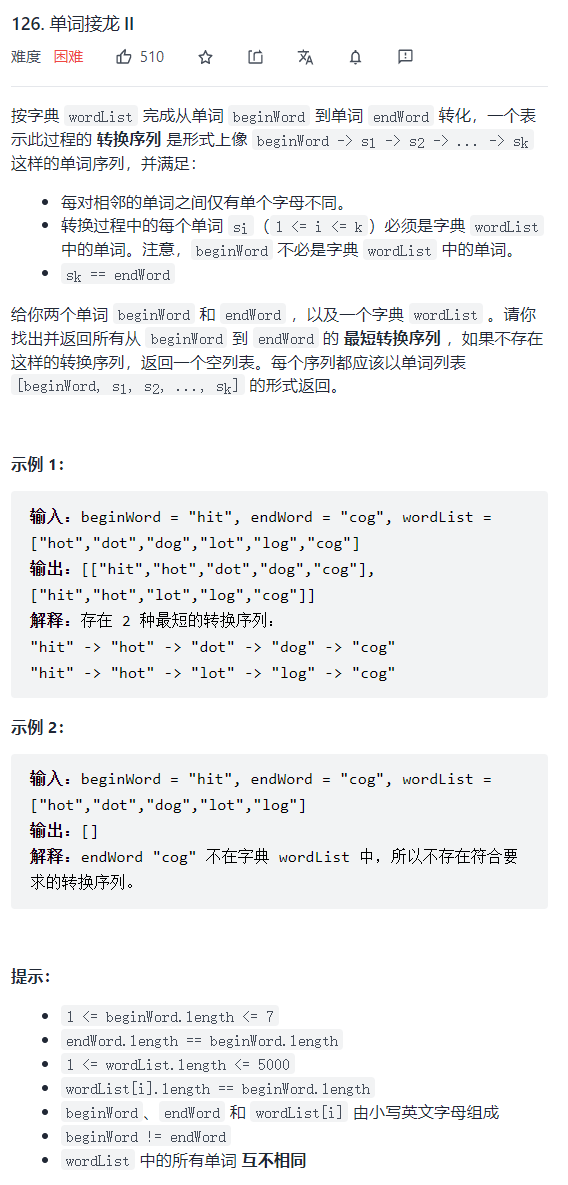 126. 单词接龙 II
难度 困难 510
按字典 wordList 完成从单词 beginWord 到单词 endWord 转化，一个表
示此过程的 转换序列 是形式上像 beginWord -> s1 -> s2 -> ... -> sk
这样的单词序列，并满足：
• 每对相邻的单词之间仅有单个字母不同。
• 转换过程中的每个单词 si（1 <= i <= k）必须是字典 wordList
中的单词。注意，beginWord 不必是字典 wordList 中的单词。
• sk == endWord
给你两个单词 beginWord 和 endWord ，以及一个字典 wordList 。请你
找出并返回所有从 beginWord 到 endWord 的 最短转换序列 ，如果不存在
这样的转换序列，返回一个空列表。每个序列都应该以单词列表
[beginWord, s1, s2, ..., sk] 的形式返回。
示例 1：
输入：beginWord = "hit", endWord = "cog", wordList =
["hot","dot","dog","lot","log","cog"]
输出：[["hit","hot","dot","dog","cog"],
["hit","hot","lot","log","cog"]]
解释：存在 2 种最短的转换序列：
"hit" -> "hot" -> "dot" -> "dog" -> "cog"
"hit" -> "hot" -> "lot" -> "log" -> "cog"
示例 2：
输入：beginWord = "hit", endWord = "cog", wordList =
["hot","dot","dog","lot","log"]
输出：[]
解释：endWord "cog" 不在字典 wordList 中，所以不存在符合要
求的转换序列。
提示：
• 1 <= beginWord.length <= 7
• endWord.length == beginWord.length
• 1 <= wordList.length <= 5000
• wordList[i].length == beginWord.length
• beginWord、endWord 和 wordList[i] 由小写英文字母组成
• beginWord != endWord
• wordList 中的所有单词 互不相同